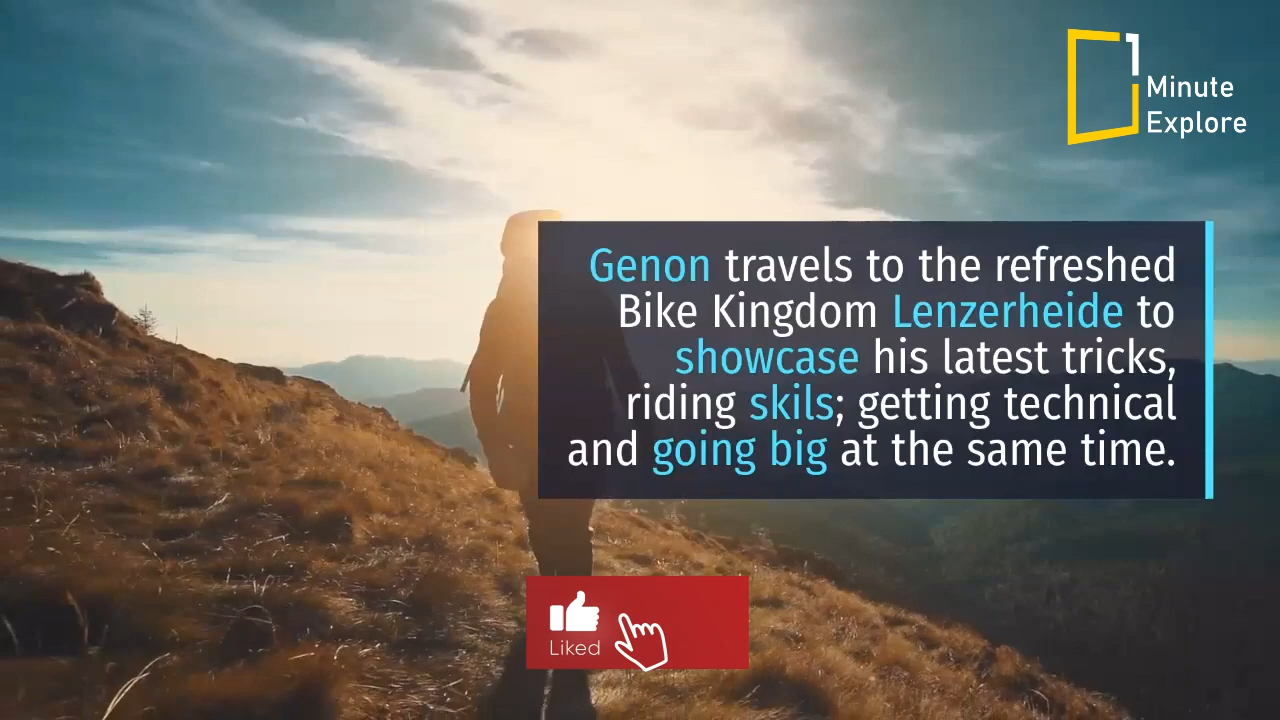 Minute
Explore
Genon travels to the refreshed
Bike Kingdom Lenzerheide to
showcase his latest tricks,
riding skils; getting technical
and going big at the same time.
Liked